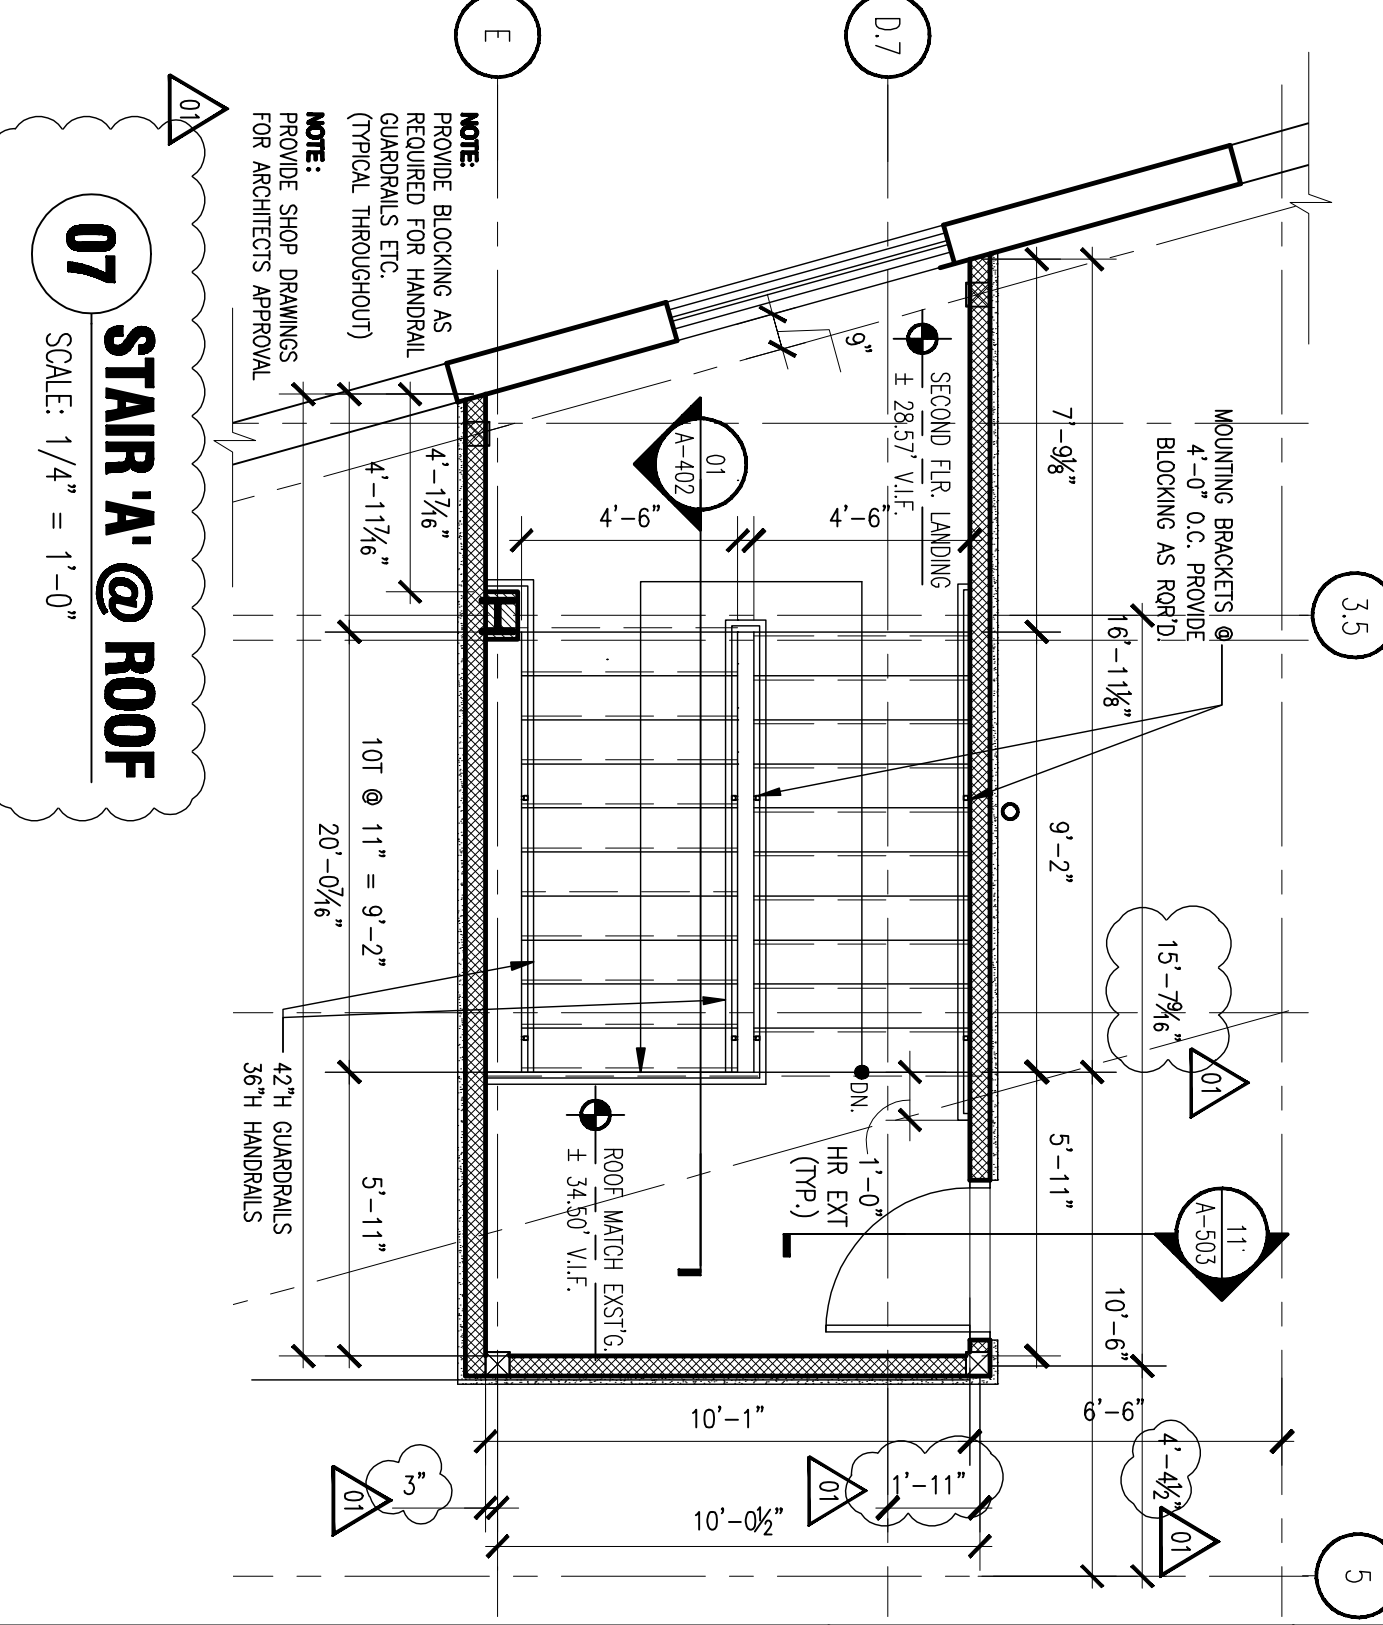 E
D.7
3.5
5
01
NOTE:
PROVIDE BLOCKING AS
REQUIRED FOR HANDRAIL
GUARDRAILS ETC.
(TYPICAL THROUGHOUT)
NOTE:
PROVIDE SHOP DRAWINGS
FOR ARCHITECTS APPROVAL
07
STAIR 'A' @ ROOF
SCALE: 1/4" = 1'-0"
MOUNTING BRACKETS @
4'-0" O.C. PROVIDE
BLOCKING AS RQR'D.
SECOND FLR. LANDING
± 28.57' V.I.F.
9"
01
A-402
4'-6"
4'-6"
7'-9⅛"
16'-11⅛"
9'-2"
15'-7⁹⁄₁₆"
01
5'-11"
10'-6"
4'-1⁷⁄₁₆"
4'-11⁷⁄₁₆"
10T @ 11" = 9'-2"
20'-0⁷⁄₁₆"
5'-11"
42"H GUARDRAILS
36"H HANDRAILS
DN.
1'-0"
HR EXT
(TYP.)
ROOF MATCH EXST'G.
± 34.50' V.I.F.
11
A-503
10'-1"
6'-6"
3"
01
1'-11"
01
4'-4½"
01
10'-0½"